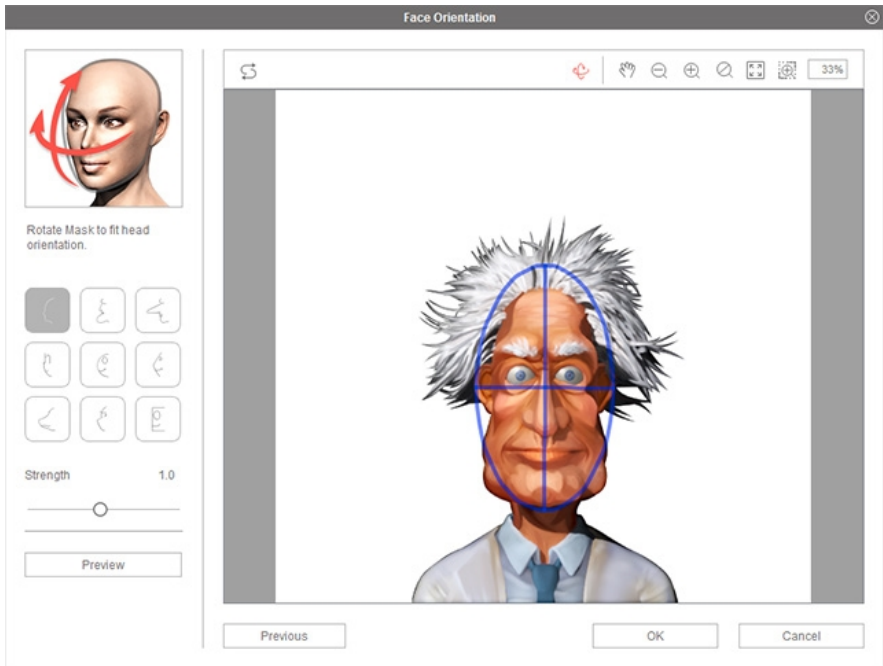 Face Orientation
33%
Rotate Mask to fit head
orientation.
Strength 1.0
Preview
Previous
OK
Cancel